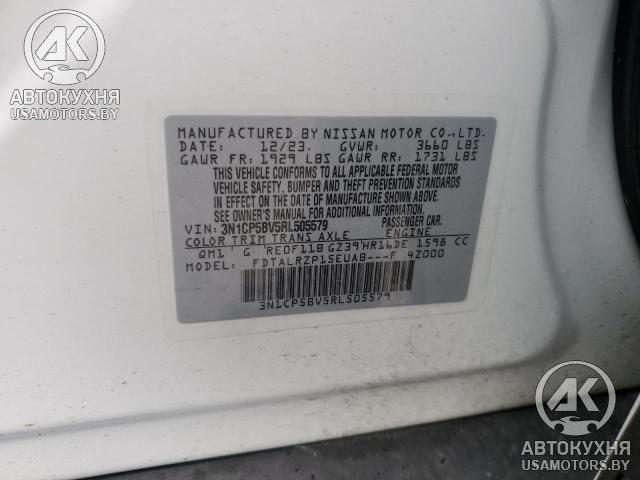 AK
АВТОКУХНЯ
USAMOTORS.BY
MANUFACTURED BY NISSAN MOTOR CO.,LTD.
DATE: 12/23. GVWR: 3660 LBS
GAWR FR: 1929 LBS GAWR RR: 1731 LBS
THIS VEHICLE CONFORMS TO ALL APPLICABLE FEDERAL MOTOR
VEHICLE SAFETY, BUMPER AND THEFT PREVENTION STANDARDS
IN EFFECT ON THE DATE OF MANUFACTURE SHOWN ABOVE.
SEE OWNER'S MANUAL FOR ADDITIONAL INFORMATION.
VIN: 3N1CP5BV5RL505579 PASSENGER CAR.
COLOR TRIM TRANS AXLE ENGINE
QM1 G RE0F11B GZ39 HR16DE 1598 CC
MODEL: FDTALRZP15EUAB---F 4Z000
3N1CP5BV5RL505579
AK
АВТОКУХНЯ
USAMOTORS.BY